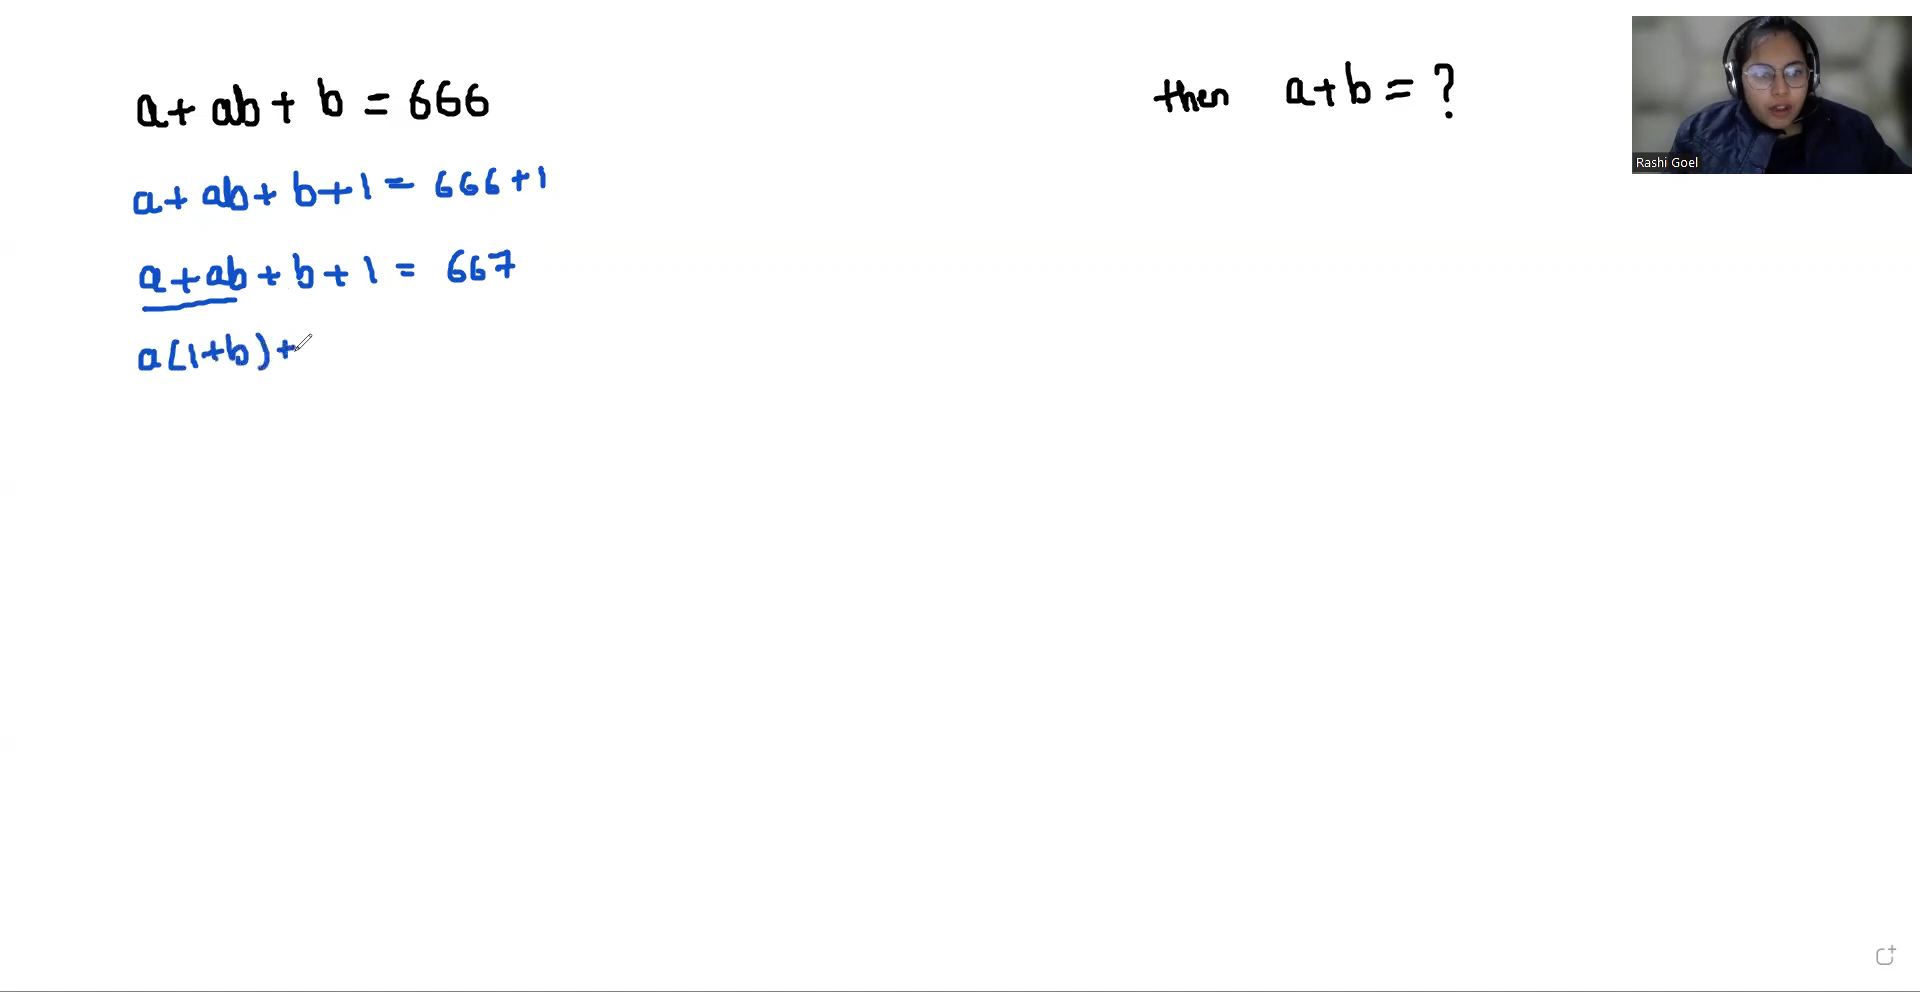 a + ab + b = 666
then a+b = ?
a + ab + b + 1 = 666 + 1
a + ab + b + 1 = 667
a(1+b) +
Rashi Goel